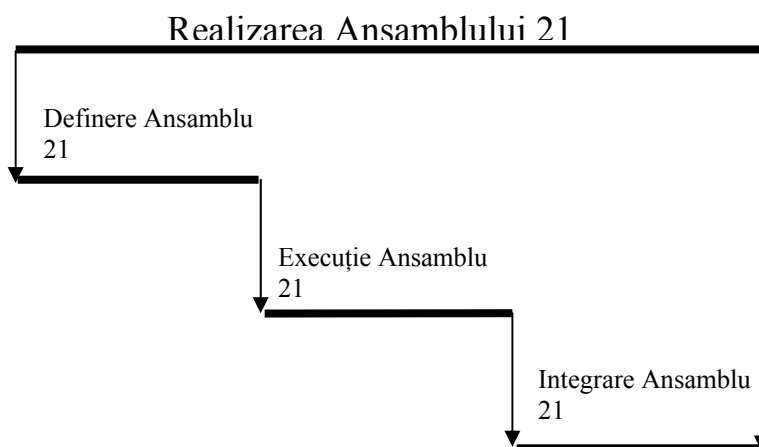 Realizarea Ansamblului 21
Definere Ansamblu
21
Execuție Ansamblu
21
Integrare Ansamblu
21